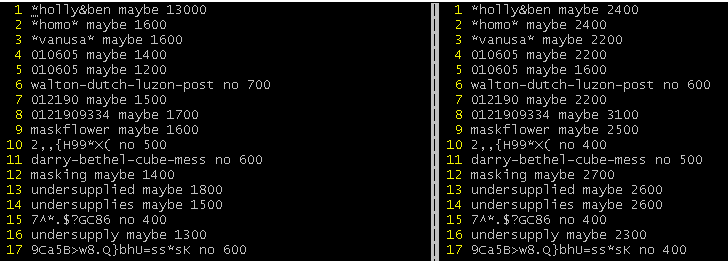 1 *holly&ben maybe 13000
2 *homo* maybe 1600
3 *vanusa* maybe 1600
4 010605 maybe 1400
5 010605 maybe 1200
6 walton-dutch-luzon-post no 700
7 012190 maybe 1500
8 0121909334 maybe 1700
9 maskflower maybe 1600
10 2,,{H99*X( no 500
11 darry-bethel-cube-mess no 600
12 masking maybe 1400
13 undersupplied maybe 1800
14 undersupplies maybe 1500
15 7^*.$?GC86 no 400
16 undersupply maybe 1300
17 9Ca5B>w8.Q}bhU=ss*sK no 600
1 *holly&ben maybe 2400
2 *homo* maybe 2400
3 *vanusa* maybe 2200
4 010605 maybe 2200
5 010605 maybe 1600
6 walton-dutch-luzon-post no 600
7 012190 maybe 2200
8 0121909334 maybe 3100
9 maskflower maybe 2500
10 2,,{H99*X( no 400
11 darry-bethel-cube-mess no 500
12 masking maybe 2700
13 undersupplied maybe 2600
14 undersupplies maybe 2600
15 7^*.$?GC86 no 400
16 undersupply maybe 2300
17 9Ca5B>w8.Q}bhU=ss*sK no 400